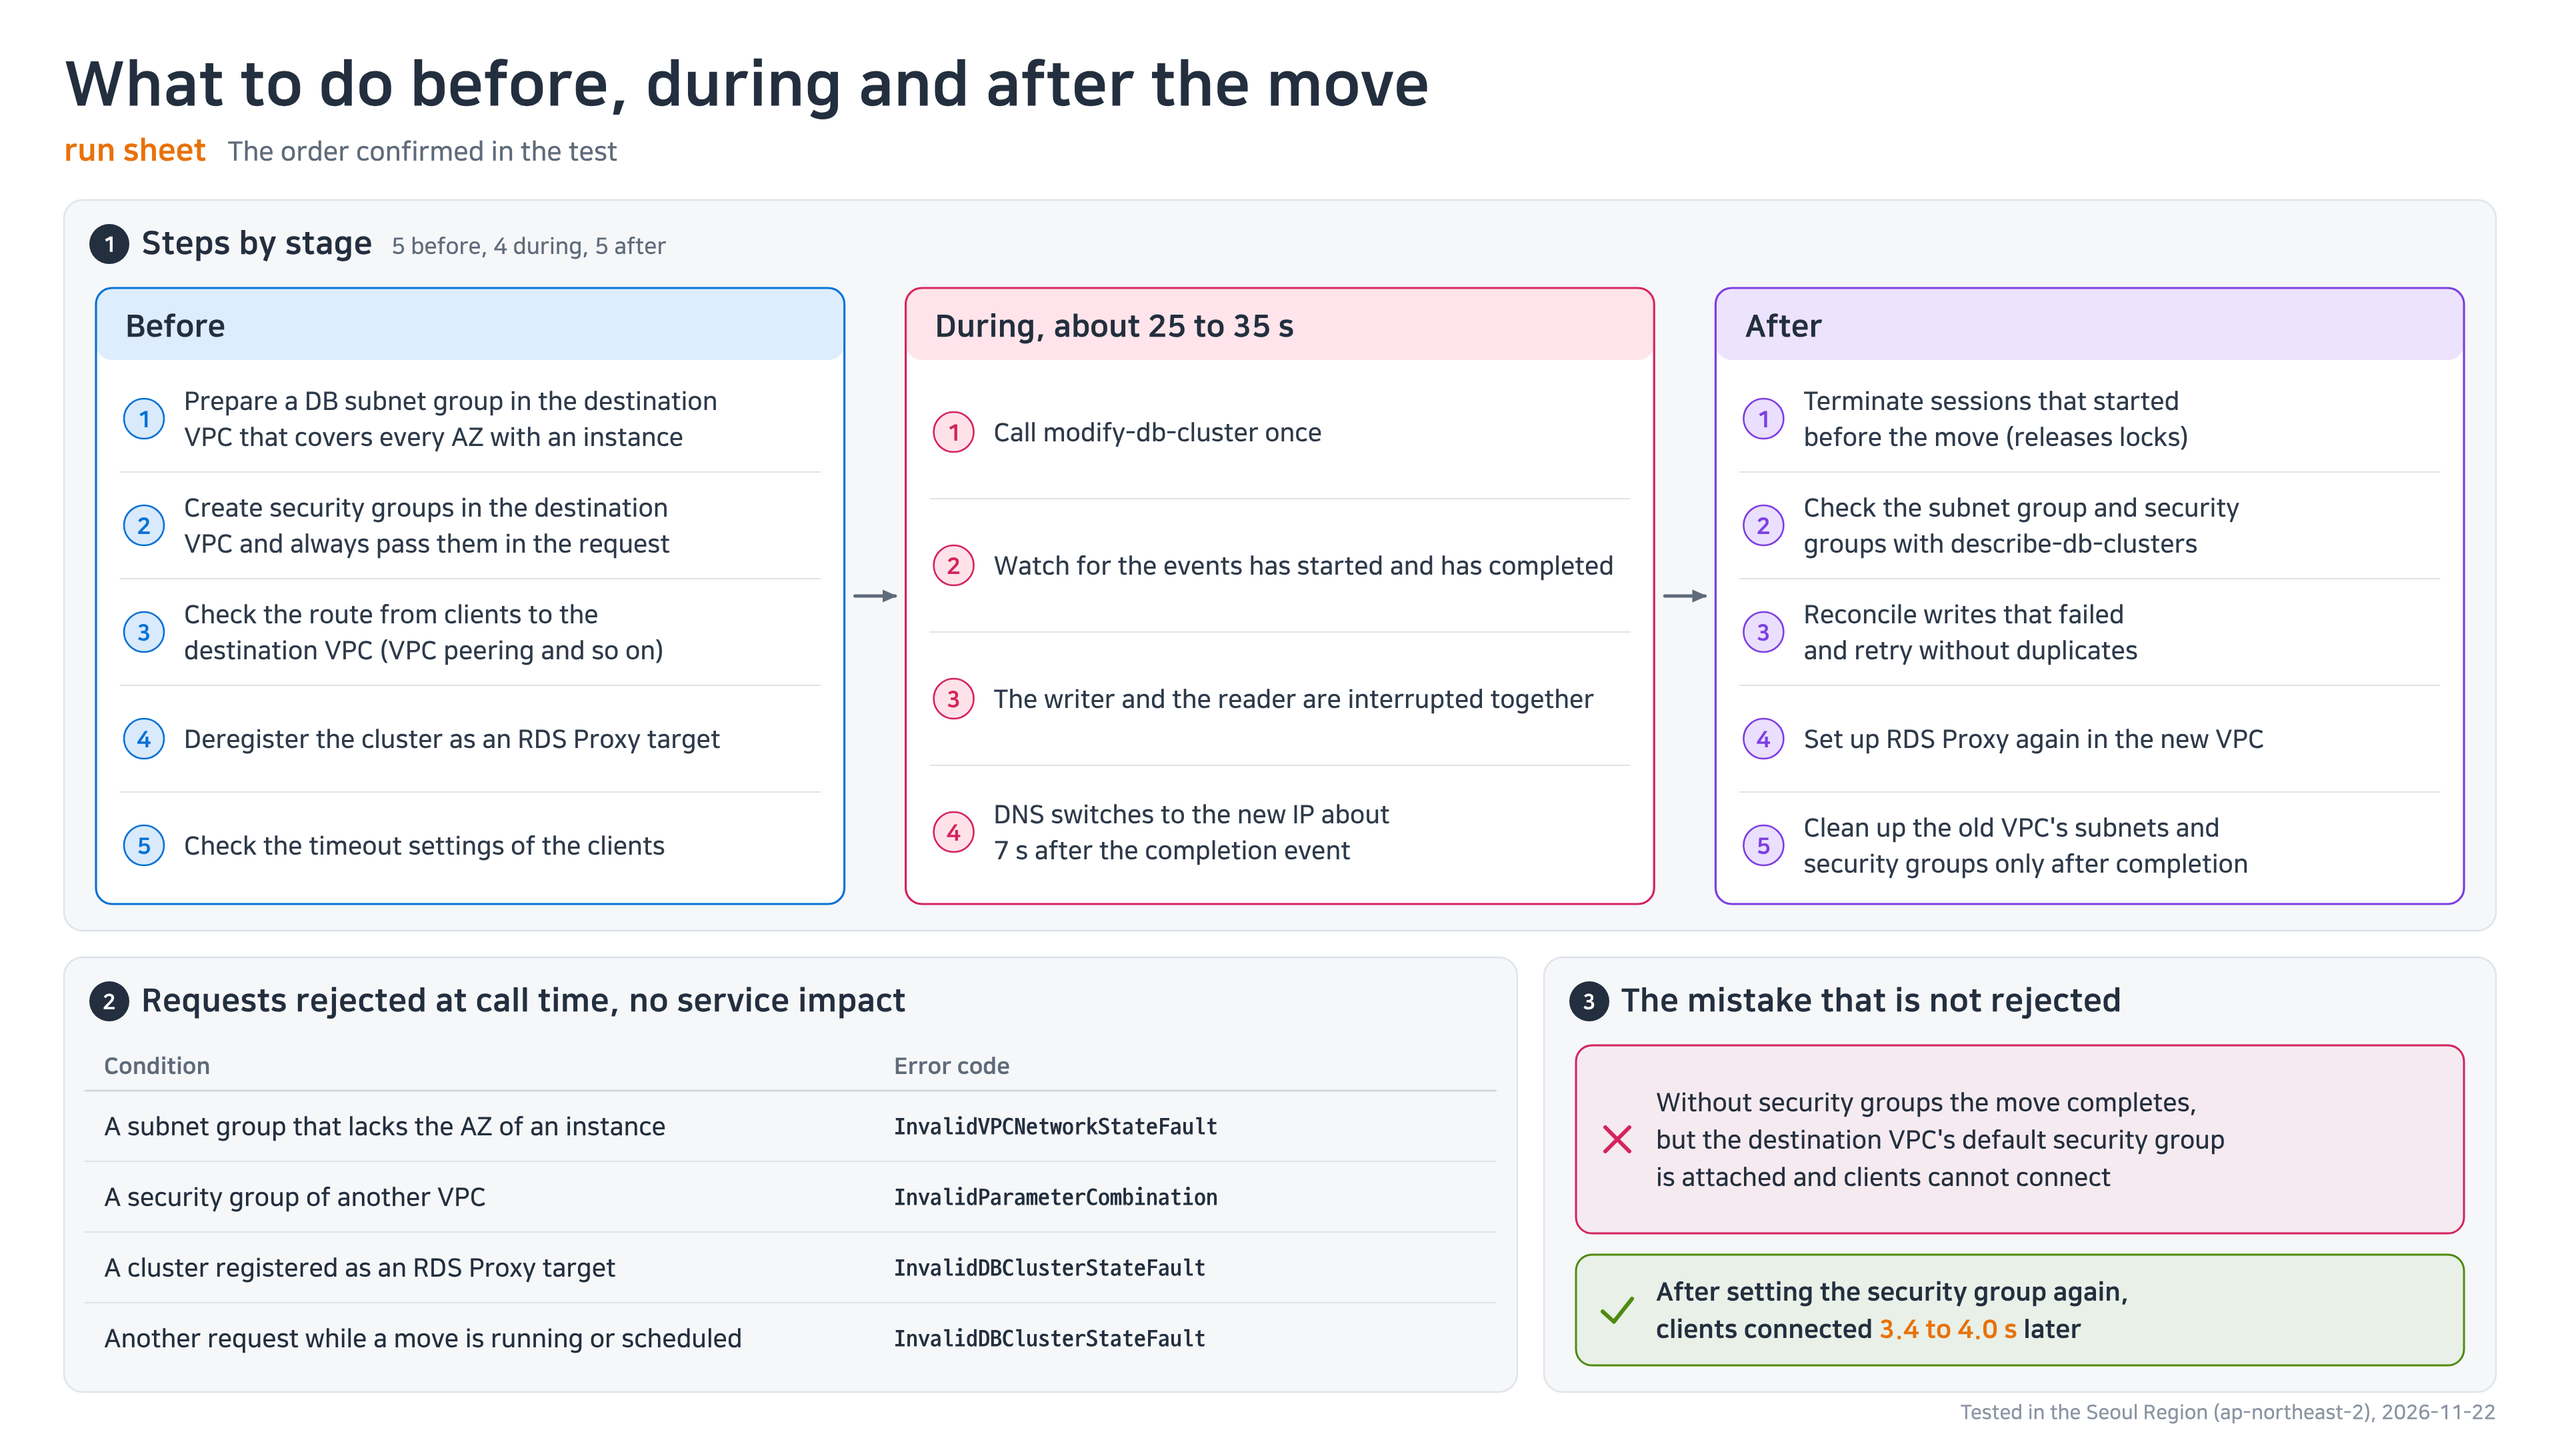 What to do before, during and after the move
run sheet The order confirmed in the test
1 Steps by stage 5 before, 4 during, 5 after
Before
1 Prepare a DB subnet group in the destination
VPC that covers every AZ with an instance
2 Create security groups in the destination
VPC and always pass them in the request
3 Check the route from clients to the
destination VPC (VPC peering and so on)
4 Deregister the cluster as an RDS Proxy target
5 Check the timeout settings of the clients
During, about 25 to 35 s
1 Call modify-db-cluster once
2 Watch for the events has started and has completed
3 The writer and the reader are interrupted together
4 DNS switches to the new IP about
7 s after the completion event
After
1 Terminate sessions that started
before the move (releases locks)
2 Check the subnet group and security
groups with describe-db-clusters
3 Reconcile writes that failed
and retry without duplicates
4 Set up RDS Proxy again in the new VPC
5 Clean up the old VPC's subnets and
security groups only after completion
2 Requests rejected at call time, no service impact
Condition Error code
A subnet group that lacks the AZ of an instance InvalidVPCNetworkStateFault
A security group of another VPC InvalidParameterCombination
A cluster registered as an RDS Proxy target InvalidDBClusterStateFault
Another request while a move is running or scheduled InvalidDBClusterStateFault
3 The mistake that is not rejected
Without security groups the move completes,
but the destination VPC's default security group
is attached and clients cannot connect
After setting the security group again,
clients connected 3.4 to 4.0 s later
Tested in the Seoul Region (ap-northeast-2), 2026-11-22